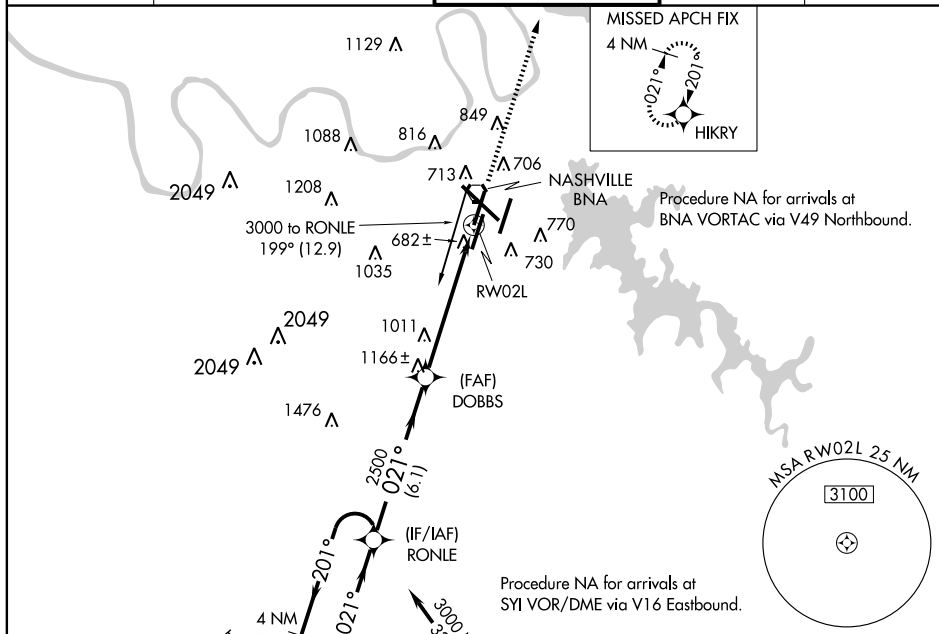 MISSED APCH FIX
4 NM
021°
201°
HIKRY
1129
849
816
1088
713
706
NASHVILLE
BNA
2049
1208
Procedure NA for arrivals at
BNA VORTAC via V49 Northbound.
3000 to RONLE
199° (12.9)
682±
770
730
1035
RW02L
2049
1011
2049
1166±
(FAF)
DOBBS
1476
2500
021°
(6.1)
MSA RW02L 25 NM
3100
(IF/IAF)
RONLE
201°
021°
4 NM
3000
Procedure NA for arrivals at
SYI VOR/DME via V16 Eastbound.